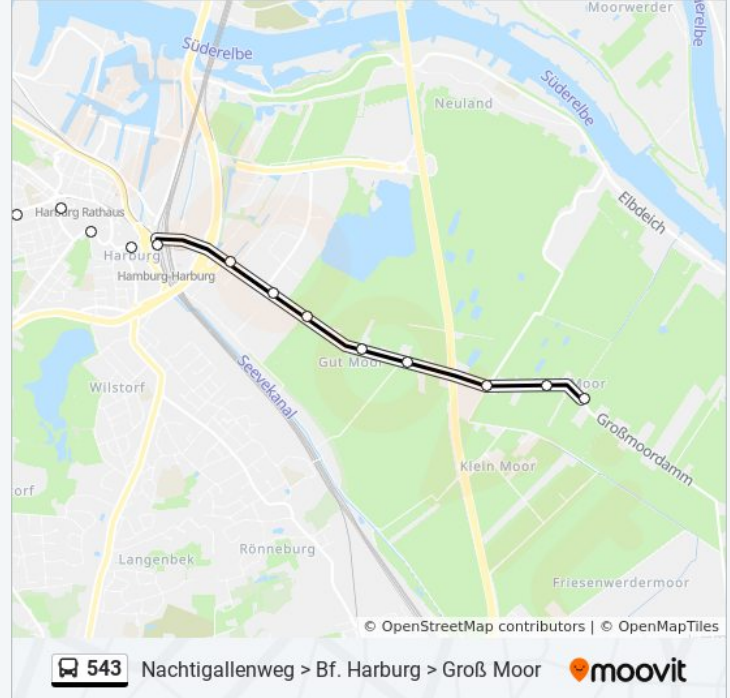 Moorwerder
Süderelbe
Süderelbe
Neuland
Elbdeich
Harburg Rathaus
Harburg
Hamburg-Harburg
Gut Moor
Moor
Seevekanal
Wilstorf
Großmoordamm
Klein Moor
orf
Rönneburg
Langenbek
Friesenwerdermoor
© OpenStreetMap contributors | © OpenMapTiles
543 Nachtigallenweg > Bf. Harburg > Groß Moor moovit